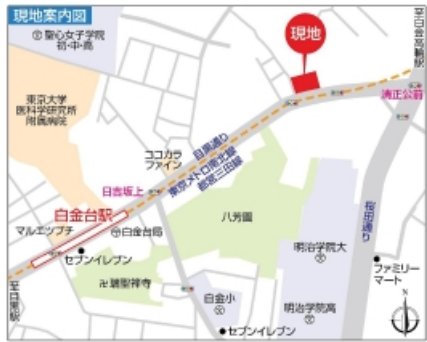 現地案内図
聖心女子学院
初・中・高
現地
至白金高輪駅
清正公前
東京大学
医科学研究所
附属病院
ココカラ
ファイン
目黒通り
東京メトロ南北線
都営三田線
日吉坂上
白金台駅
マルエツプチ
白金台局
セブンイレブン
八芳園
桜田通り
明治学院大
ファミリー
マート
卍瑞聖禅寺
至目黒駅
白金小
明治学院高
セブンイレブン